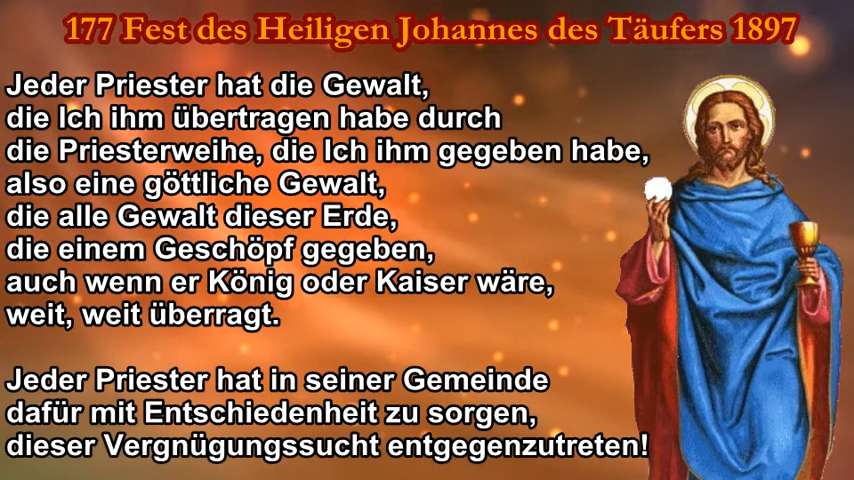 177 Fest des Heiligen Johannes des Täufers 1897
Jeder Priester hat die Gewalt,
die Ich ihm übertragen habe durch
die Priesterweihe, die Ich ihm gegeben habe,
also eine göttliche Gewalt,
die alle Gewalt dieser Erde,
die einem Geschöpf gegeben,
auch wenn er König oder Kaiser wäre,
weit, weit überragt.
Jeder Priester hat in seiner Gemeinde
dafür mit Entschiedenheit zu sorgen,
dieser Vergnügungssucht entgegenzutreten!